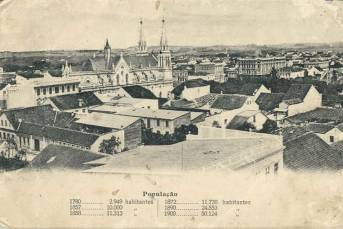 População
1780 ........... 2.949 habitantes | 1872 ............ 11.730 habitantes
1857 ........... 10.000 „ | 1890 ............ 24.553 „
1858 ........... 11.313 „ | 1900 ............ 50.124 „